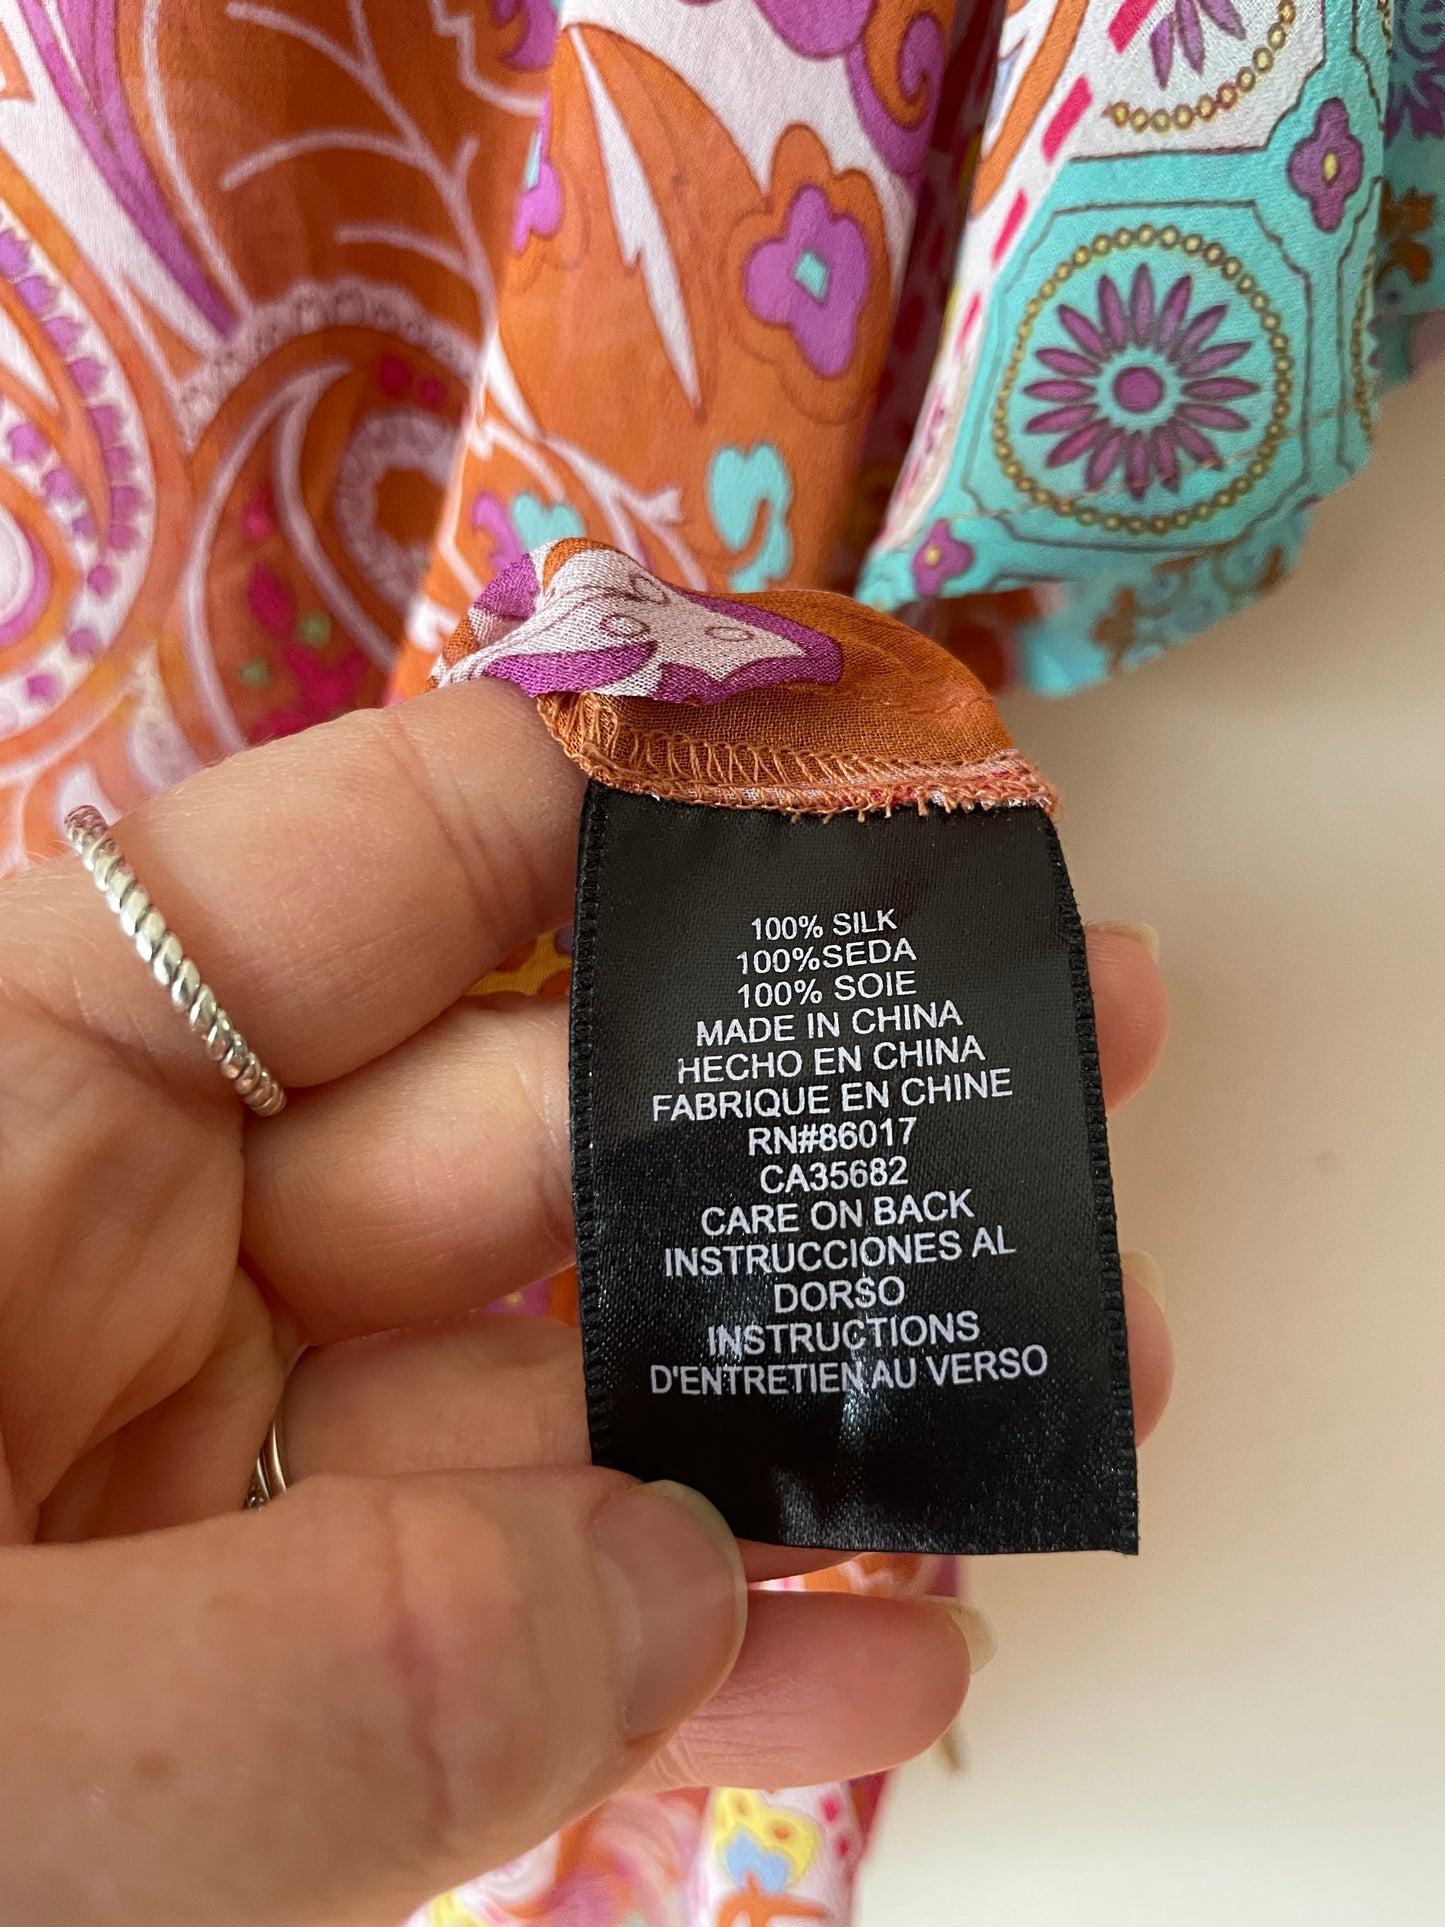 100% SILK
100%SEDA
100% SOIE
MADE IN CHINA
HECHO EN CHINA
FABRIQUE EN CHINE
RN#86017
CA35682
CARE ON BACK
INSTRUCCIONES AL
DORSO
INSTRUCTIONS
D'ENTRETIEN AU VERSO